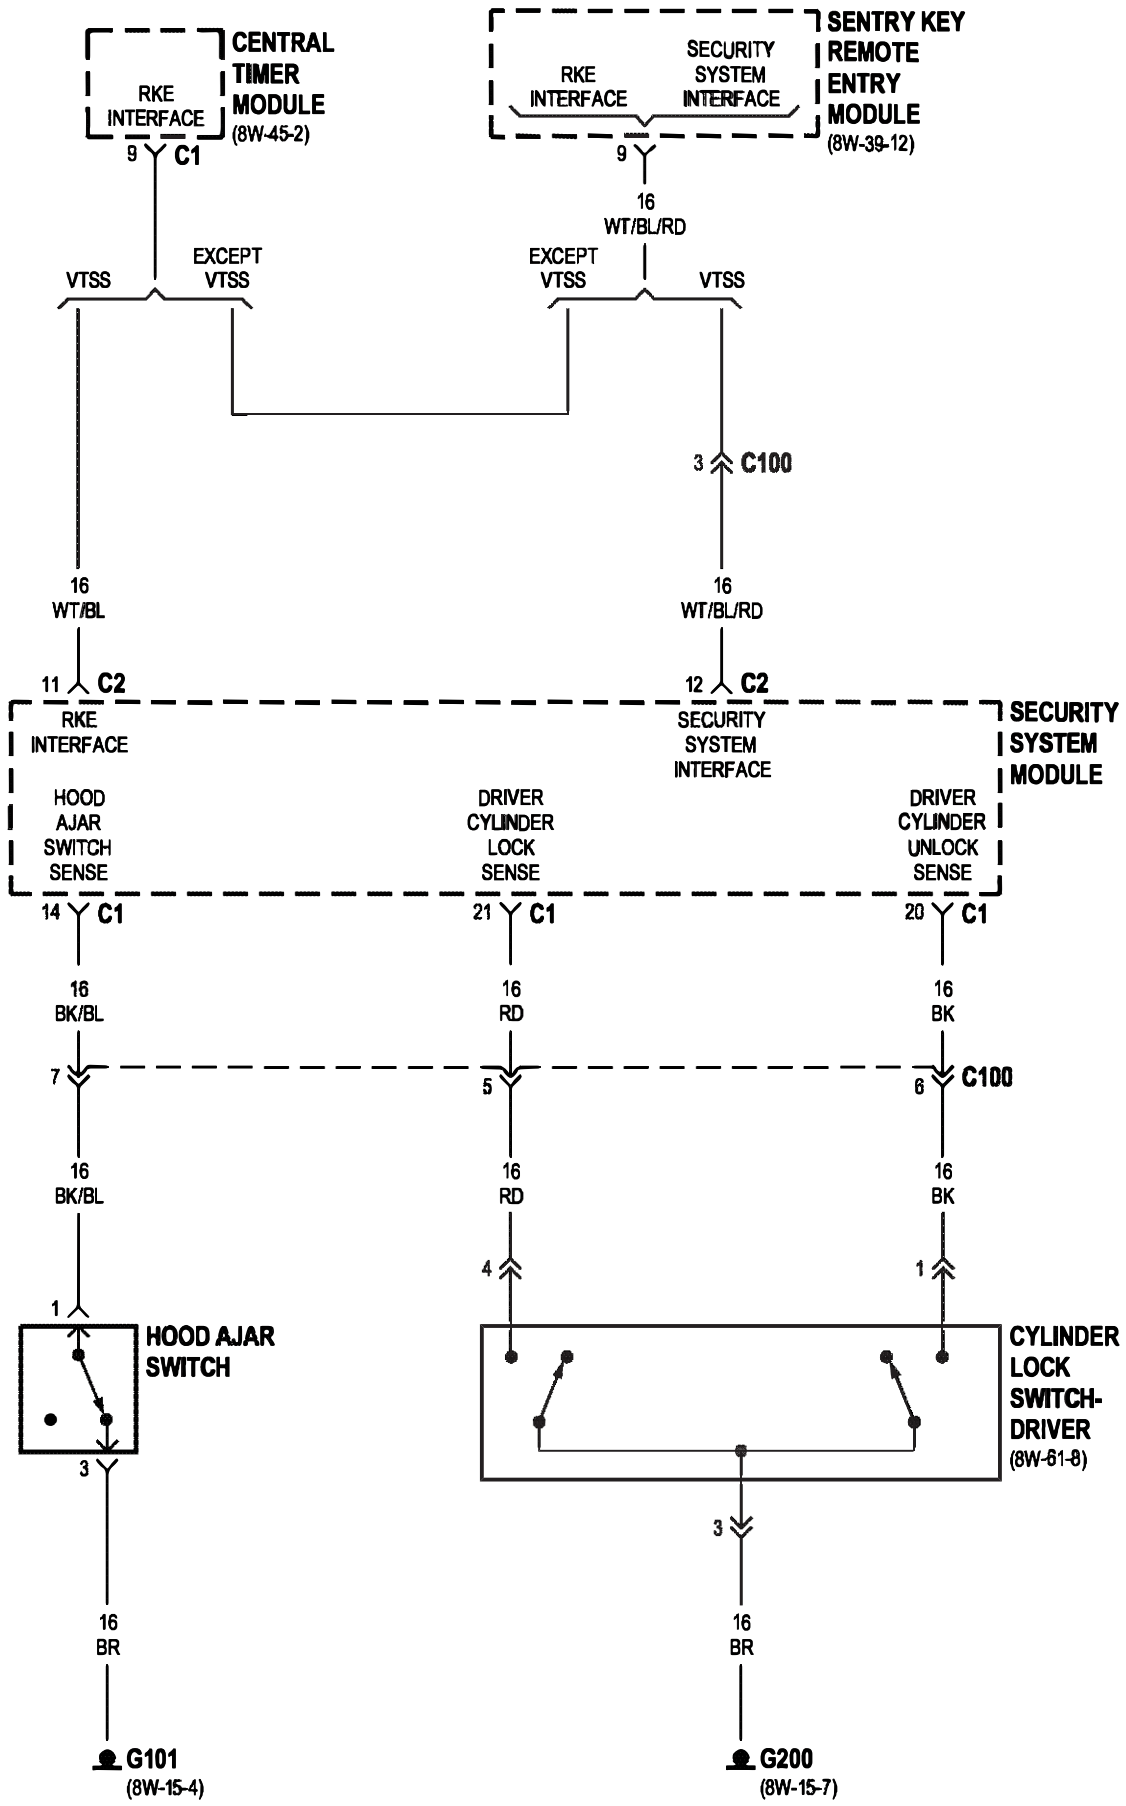 CENTRAL
TIMER
MODULE
(8W-45-2)
RKE
INTERFACE
9
C1
SENTRY KEY
REMOTE
ENTRY
MODULE
(8W-39-12)
RKE
INTERFACE
SECURITY
SYSTEM
INTERFACE
9
16
WT/BL/RD
VTSS
EXCEPT
VTSS
EXCEPT
VTSS
VTSS
3
C100
16
WT/BL
16
WT/BL/RD
11
C2
12
C2
RKE
INTERFACE
SECURITY
SYSTEM
INTERFACE
SECURITY
SYSTEM
MODULE
HOOD
AJAR
SWITCH
SENSE
DRIVER
CYLINDER
LOCK
SENSE
DRIVER
CYLINDER
UNLOCK
SENSE
14
C1
21
C1
20
C1
16
BK/BL
16
RD
16
BK
7
5
6
C100
16
BK/BL
16
RD
16
BK
4
1
1
HOOD AJAR
SWITCH
CYLINDER
LOCK
SWITCH-
DRIVER
(8W-61-8)
3
3
16
BR
16
BR
G101
(8W-15-4)
G200
(8W-15-7)